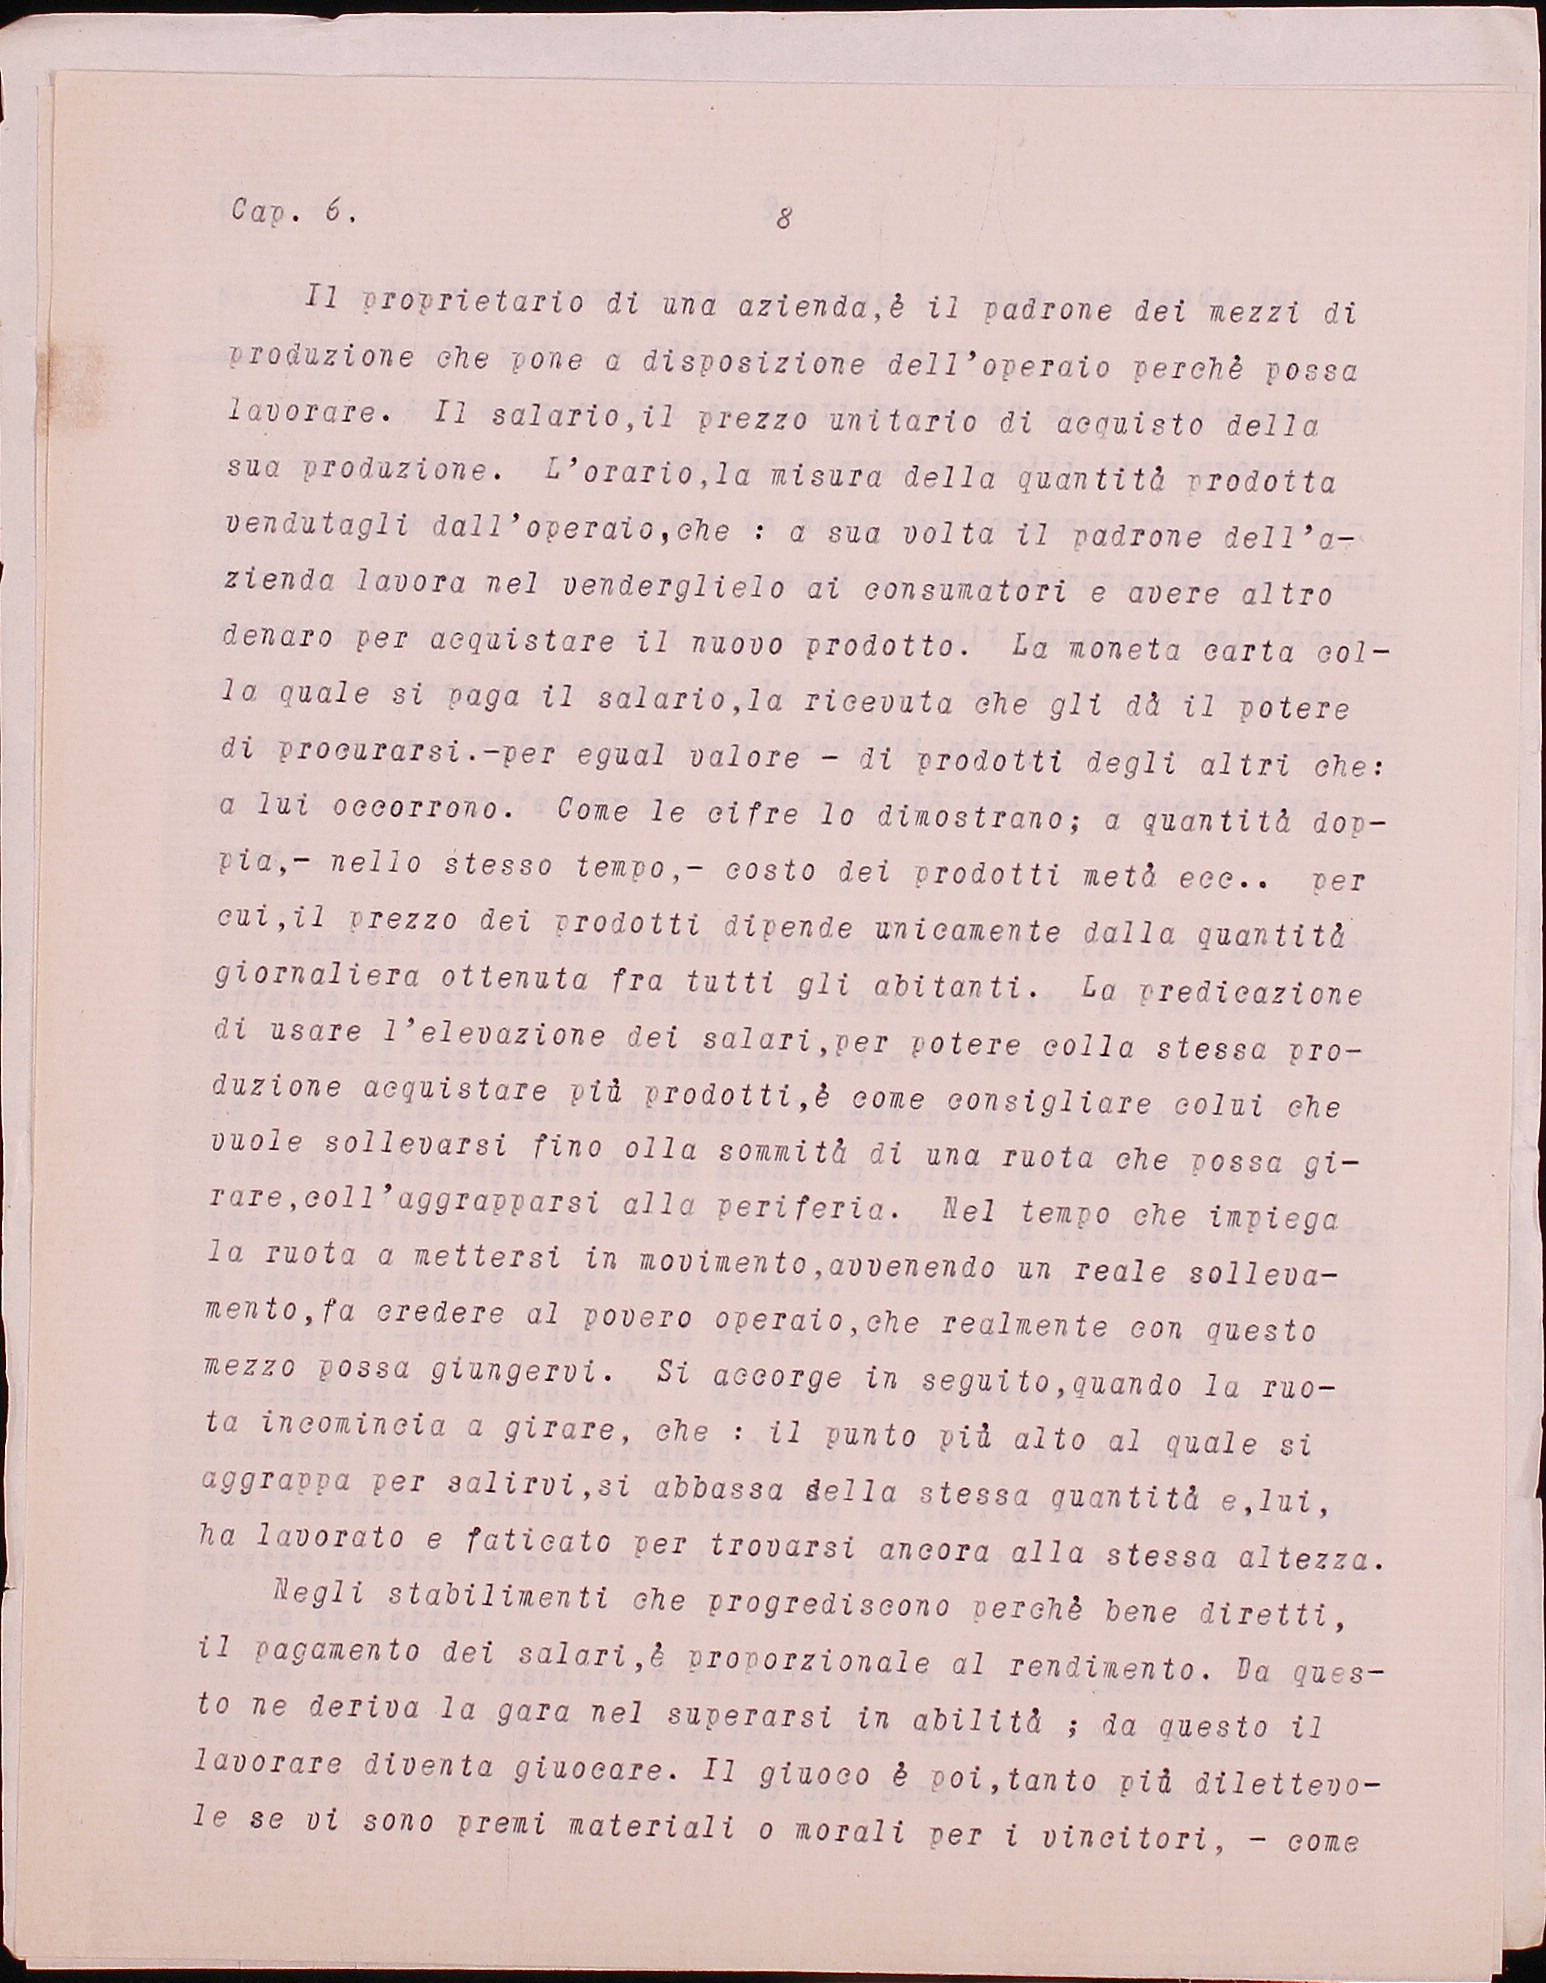 Cap. 6.
8
Il proprietario di una azienda,è il padrone dei mezzi di
produzione che pone a disposizione dell'operaio perchè possa
lavorare. Il salario,il prezzo unitario di acquisto della
sua produzione. L'orario,la misura della quantità prodotta
vendutagli dall'operaio,che : a sua volta il padrone dell'a-
zienda lavora nel venderglielo ai consumatori e avere altro
denaro per acquistare il nuovo prodotto. La moneta carta col-
la quale si paga il salario,la ricevuta che gli dà il potere
di procurarsi.-per egual valore - di prodotti degli altri che:
a lui occorrono. Come le cifre lo dimostrano; a quantità dop-
pia,- nello stesso tempo,- costo dei prodotti metà ecc.. per
cui,il prezzo dei prodotti dipende unicamente dalla quantità
giornaliera ottenuta fra tutti gli abitanti. La predicazione
di usare l'elevazione dei salari,per potere colla stessa pro-
duzione acquistare più prodotti,è come consigliare colui che
vuole sollevarsi fino olla sommità di una ruota che possa gi-
rare,coll'aggrapparsi alla periferia. Nel tempo che impiega
la ruota a mettersi in movimento,avvenendo un reale solleva-
mento,fa credere al povero operaio,che realmente con questo
mezzo possa giungervi. Si accorge in seguito,quando la ruo-
ta incomincia a girare, che : il punto più alto al quale si
aggrappa per salirvi,si abbassa della stessa quantità e,lui,
ha lavorato e faticato per trovarsi ancora alla stessa altezza.
Negli stabilimenti che progrediscono perchè bene diretti,
il pagamento dei salari,è proporzionale al rendimento. Da ques-
to ne deriva la gara nel superarsi in abilità ; da questo il
lavorare diventa giuocare. Il giuoco è poi,tanto più dilettevo-
le se vi sono premi materiali o morali per i vincitori, - come